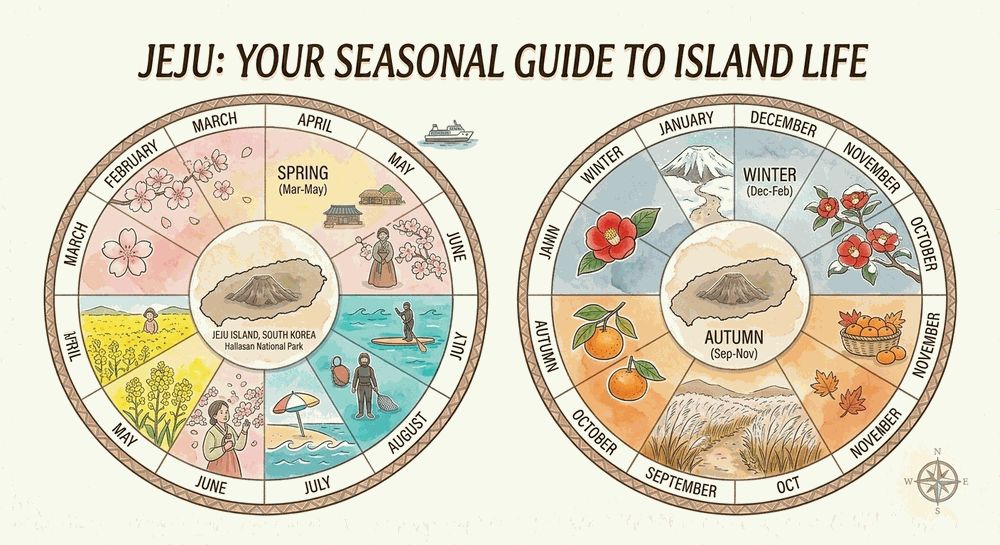 JEJU: YOUR SEASONAL GUIDE TO ISLAND LIFE
MARCH
FEBRUARY
MARCH
APRIL
MAY
JUNE
JULY
AUGUST
JULY
JUNE
MAY
SPRING
(Mar-May)
JEJU ISLAND, SOUTH KOREA
Hallasan National Park
JANUARY
DECEMBER
NOVEMBER
OCTOBER
NOVEMBER
NOVEMBER
OCT
SEPTEMBER
OCTOBER
AUTUMN
WINTER
WINTER
(Dec-Feb)
AUTUMN
(Sep-Nov)
N
W
E
S